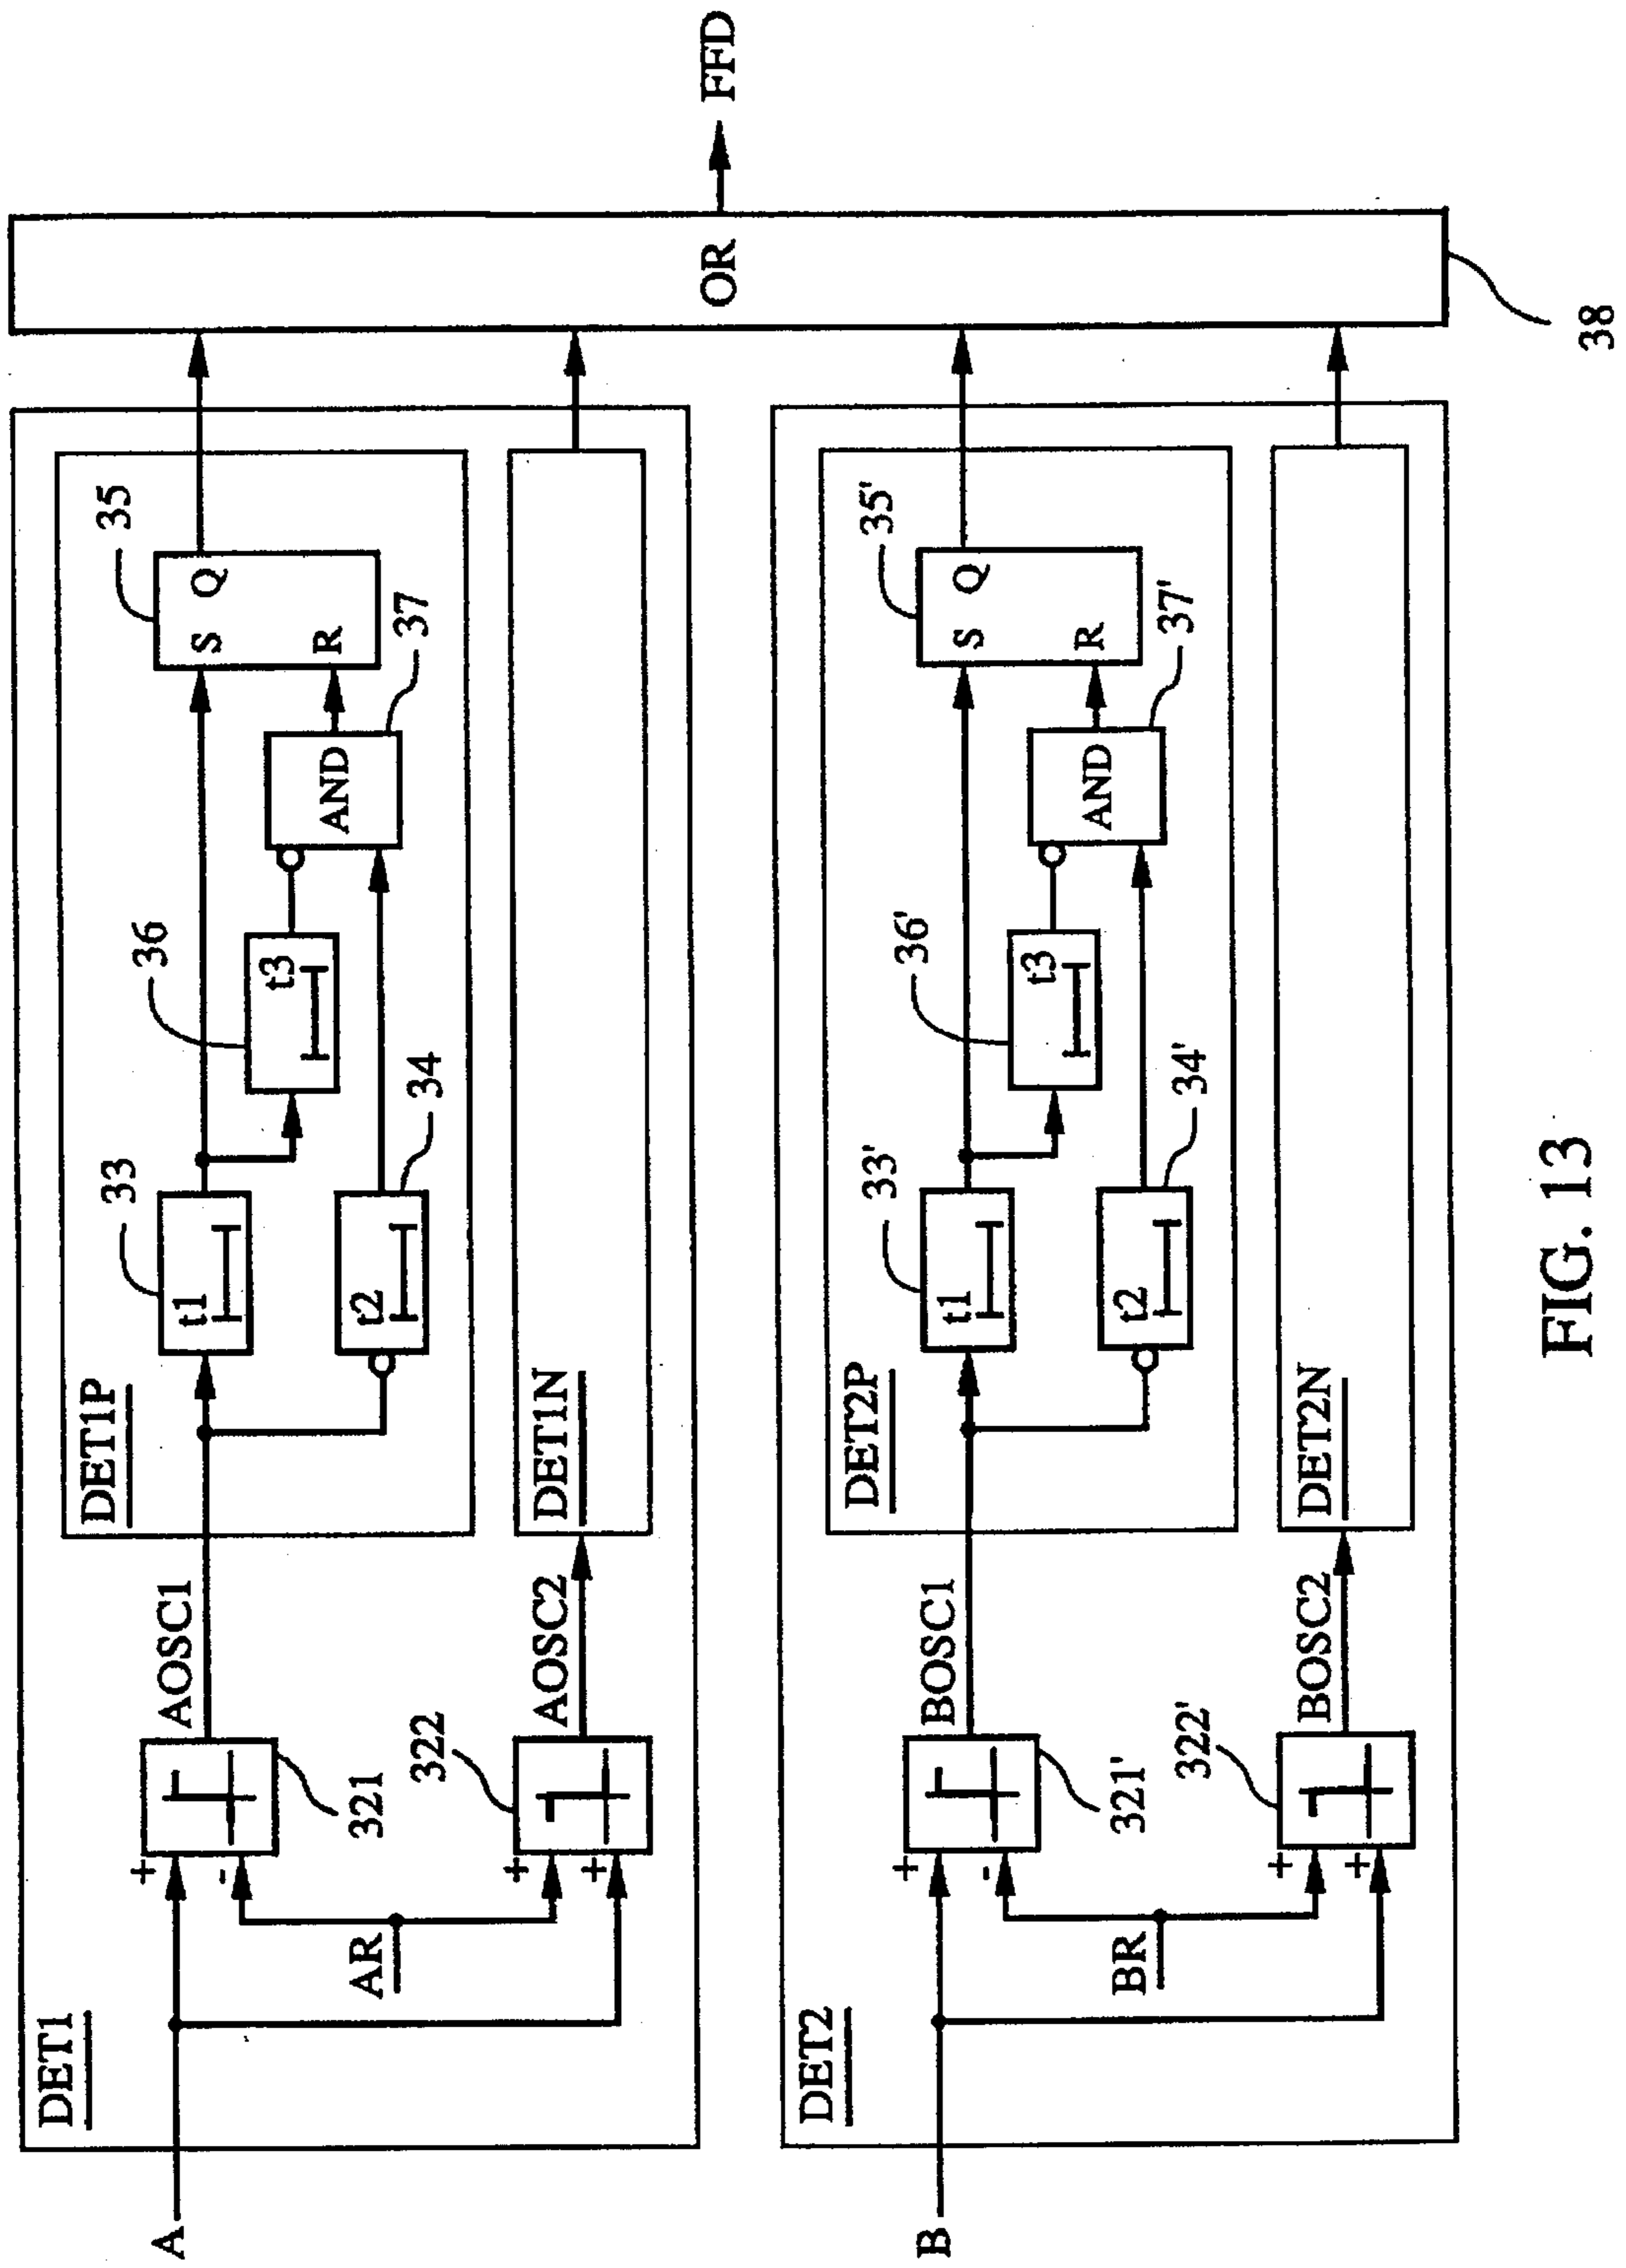 DET1
A
AR
+
-
321
+
+
322
AOSC1
AOSC2
DET1P
33
t1
t2
34
36
t3
AND
37
35
S Q
R
DET1N
DET2
B
BR
+
-
321'
+
+
322'
BOSC1
BOSC2
DET2P
33'
t1
t2
34'
36'
t3
AND
37'
35'
S Q
R
DET2N
OR
38
FFD
FIG. 13